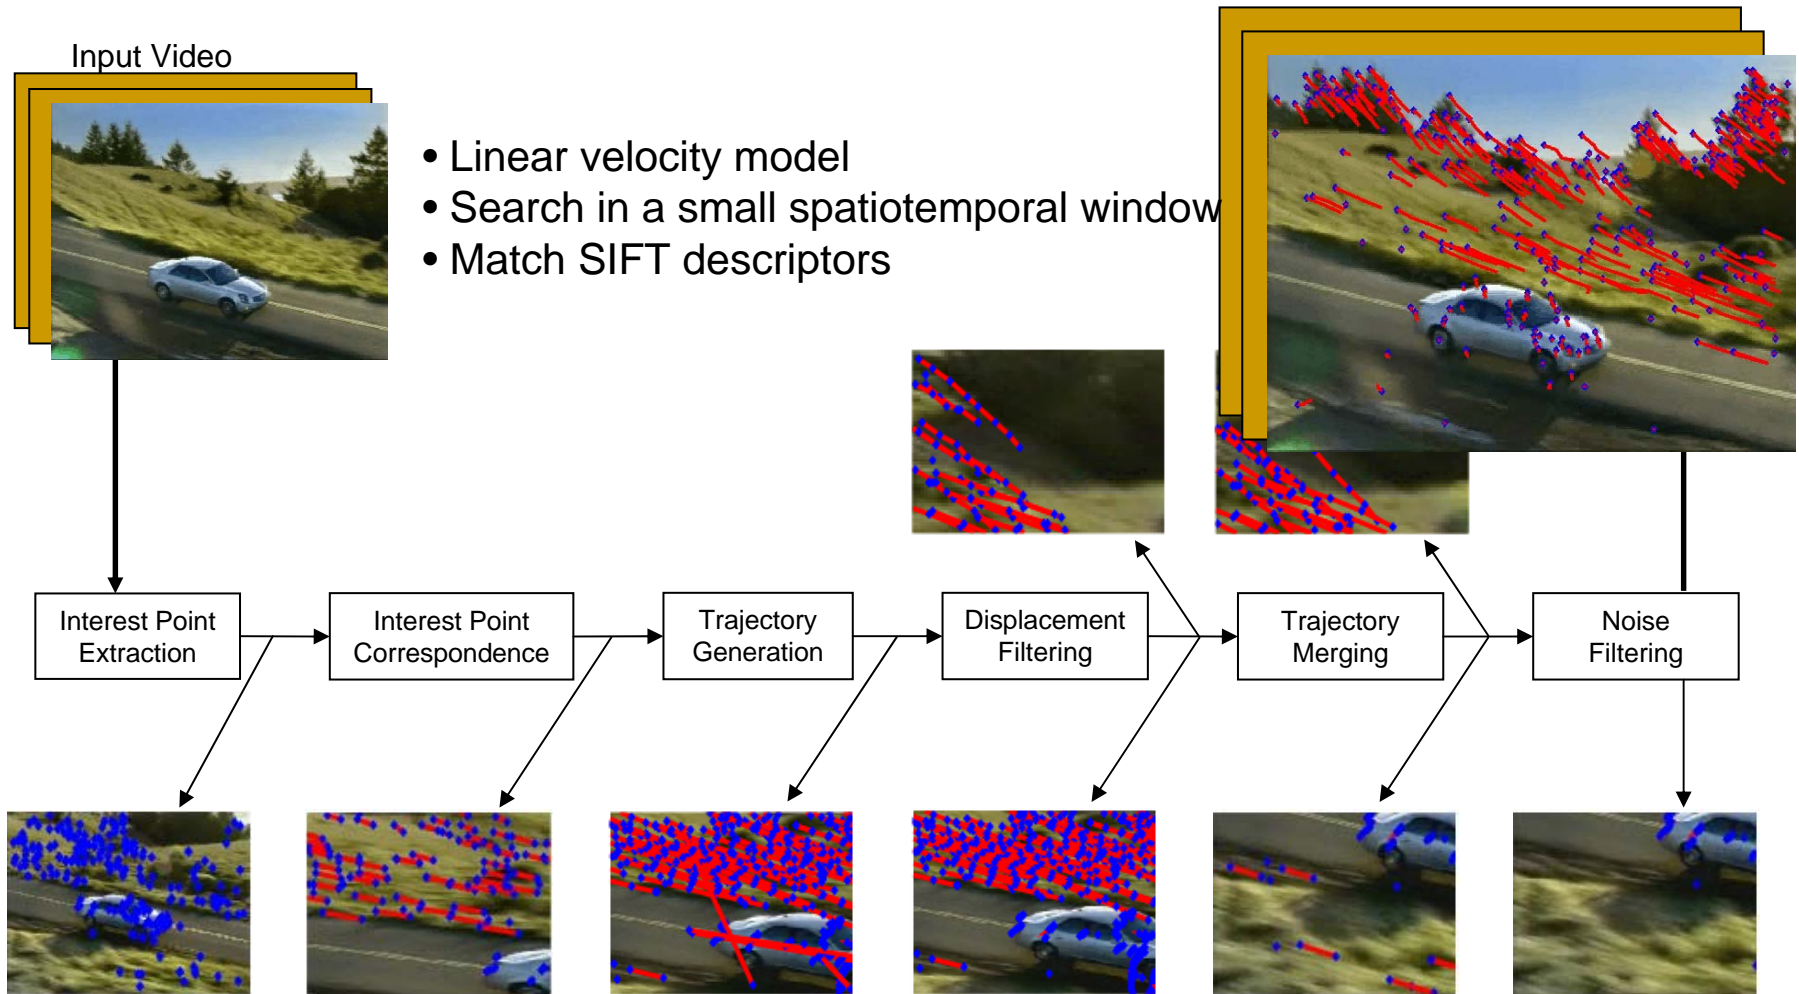 Input Video
• Linear velocity model
• Search in a small spatiotemporal window
• Match SIFT descriptors
Interest Point
Extraction
Interest Point
Correspondence
Trajectory
Generation
Displacement
Filtering
Trajectory
Merging
Noise
Filtering